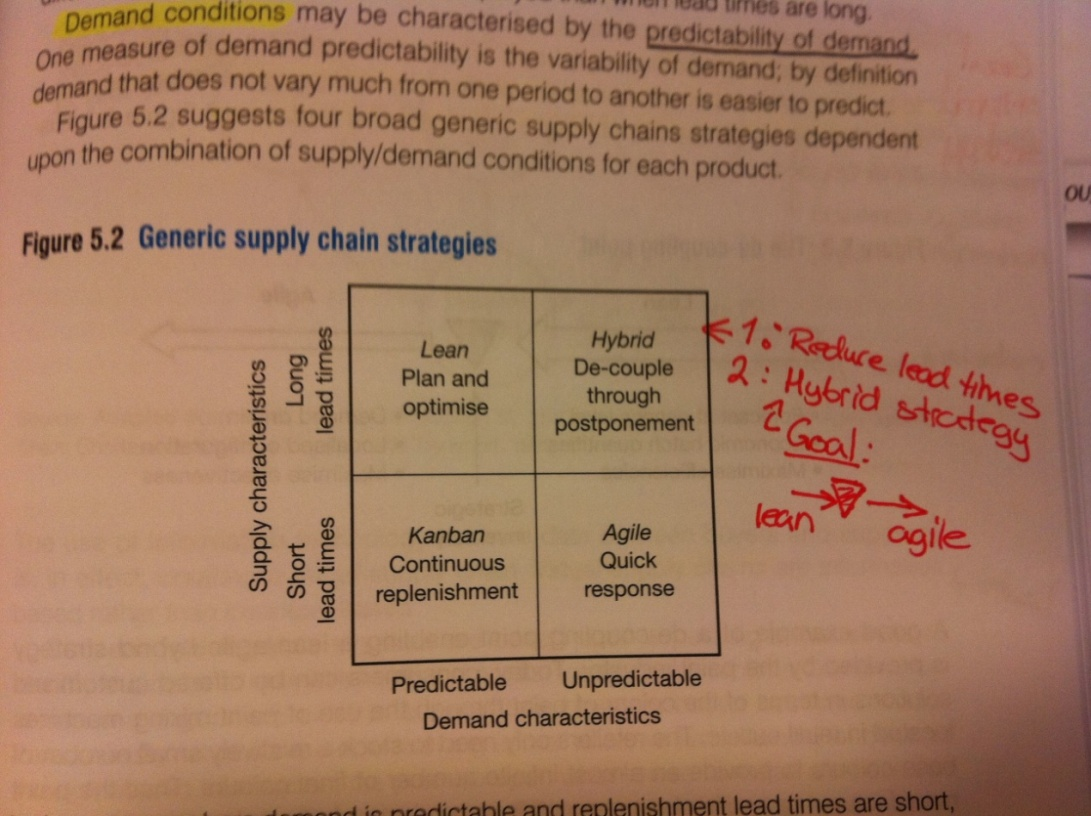 lead times are long.
Demand conditions may be characterised by the predictability of demand.
One measure of demand predictability is the variability of demand; by definition
demand that does not vary much from one period to another is easier to predict.
Figure 5.2 suggests four broad generic supply chains strategies dependent
upon the combination of supply/demand conditions for each product.
OU
Figure 5.2 Generic supply chain strategies
Supply characteristics
Long
lead times
Short
lead times
Lean
Plan and
optimise
Hybrid
De-couple
through
postponement
Kanban
Continuous
replenishment
Agile
Quick
response
Predictable
Unpredictable
Demand characteristics
1: Reduce lead times
2: Hybrid strategy
Goal:
lean
agile
demand is predictable and replenishment lead times are short,